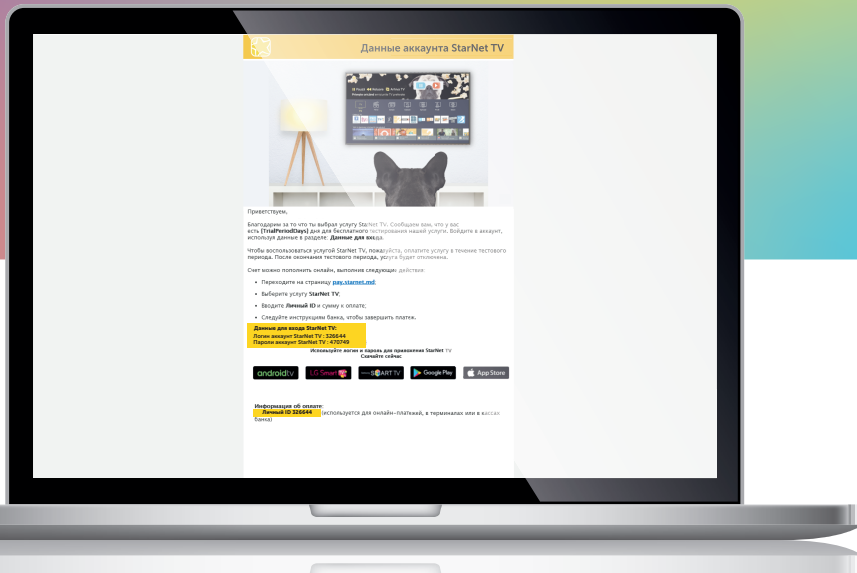 Данные аккаунта StarNet TV
Приветствуем,
Благодарим за то что ты выбрал услугу StarNet TV. Сообщаем вам, что у вас
есть [TrialPeriodDays] дня для бесплатного тестирования нашей услуги. Войдите в аккаунт,
используя данные в разделе: Данные для входа.
Чтобы воспользоваться услугой StarNet TV, пожалуйста, оплатите услугу в течение тестового
периода. После окончания тестового периода, услуга будет отключена.
Счет можно пополнить онлайн, выполнив следующие действия:
• Переходите на страницу pay.starnet.md;
• Выберите услугу StarNet TV;
• Вводите Личный ID и сумму к оплате;
• Следуйте инструкциям банка, чтобы завершить платеж.
Данные для входа StarNet TV:
Логин аккаунт StarNet TV : 326644
Пароль аккаунт StarNet TV : 470749
Используйте логин и пароль для приложения StarNet TV
Скачайте сейчас
androidtv LG Smart SMART TV Google Play App Store
Информация об оплате:
Личный ID 326644 (используется для онлайн-платежей, в терминалах или в кассах
банка)